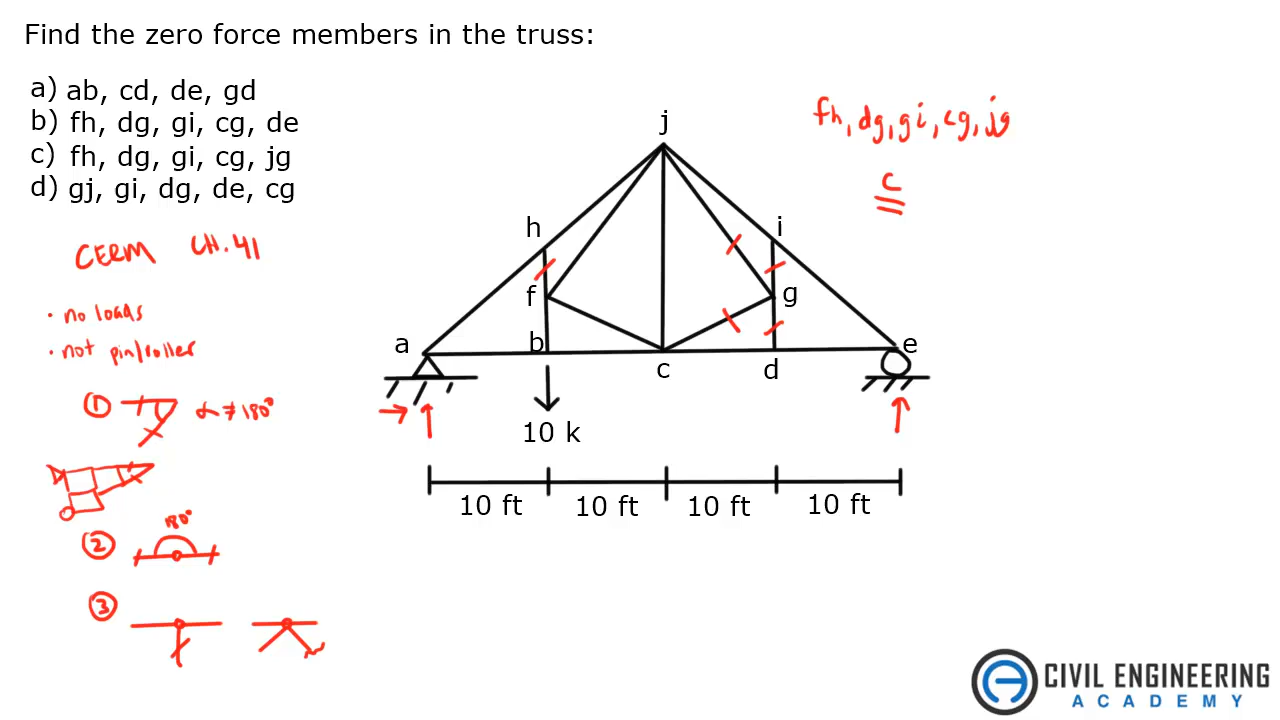 Find the zero force members in the truss:
a) ab, cd, de, gd
b) fh, dg, gi, cg, de
c) fh, dg, gi, cg, jg
d) gj, gi, dg, de, cg
CERM CH.41
· no loads
· not pin/roller
① α≠180°
② 180°
③
fh, dg, gi, cg, jg
c
j
h
i
f
g
a
b
c
d
e
10 k
10 ft 10 ft 10 ft 10 ft
CIVIL ENGINEERING
ACADEMY